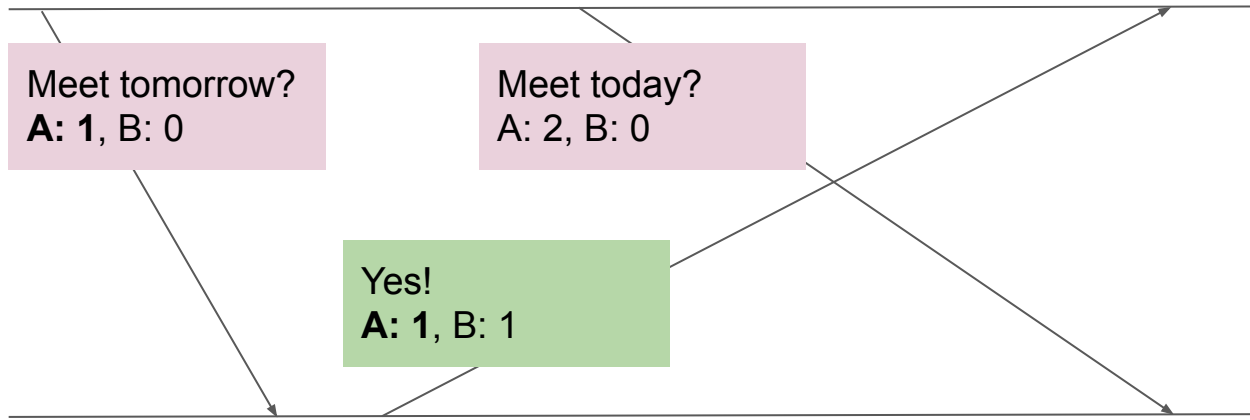 Meet tomorrow?
A: 1, B: 0
Meet today?
A: 2, B: 0
Yes!
A: 1, B: 1